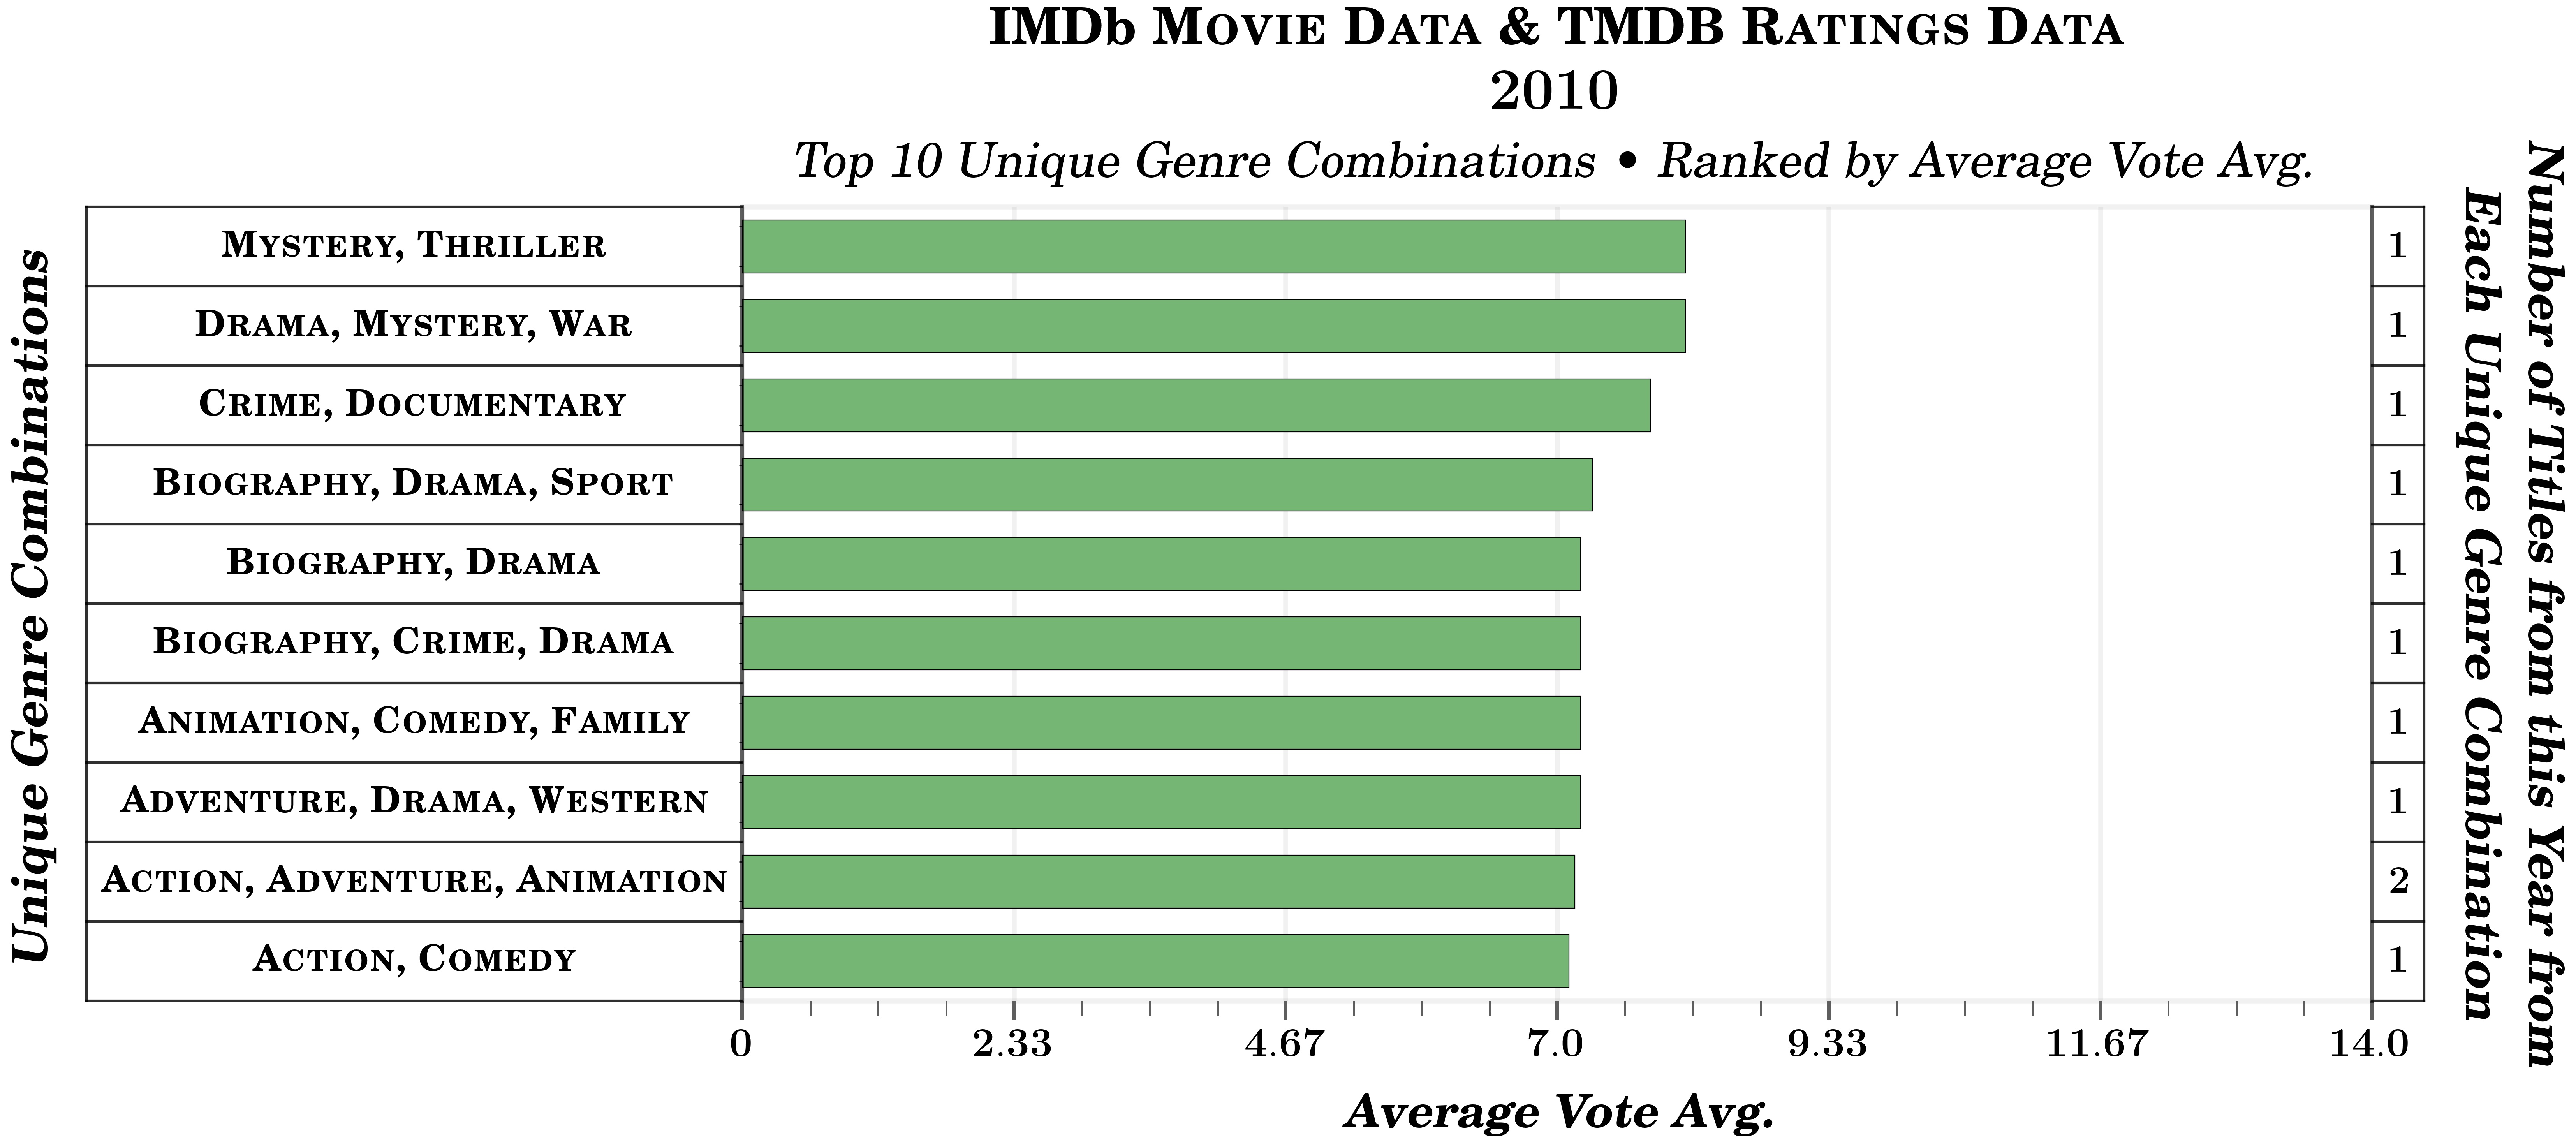 IMDb Movie Data & TMDB Ratings Data
2010
Top 10 Unique Genre Combinations • Ranked by Average Vote Avg.
Unique Genre Combinations
Mystery, Thriller
1
Drama, Mystery, War
1
Crime, Documentary
1
Biography, Drama, Sport
1
Biography, Drama
1
Biography, Crime, Drama
1
Animation, Comedy, Family
1
Adventure, Drama, Western
1
Action, Adventure, Animation
2
Action, Comedy
1
Number of Titles from this Year from
Each Unique Genre Combination
0 2.33 4.67 7.0 9.33 11.67 14.0
Average Vote Avg.